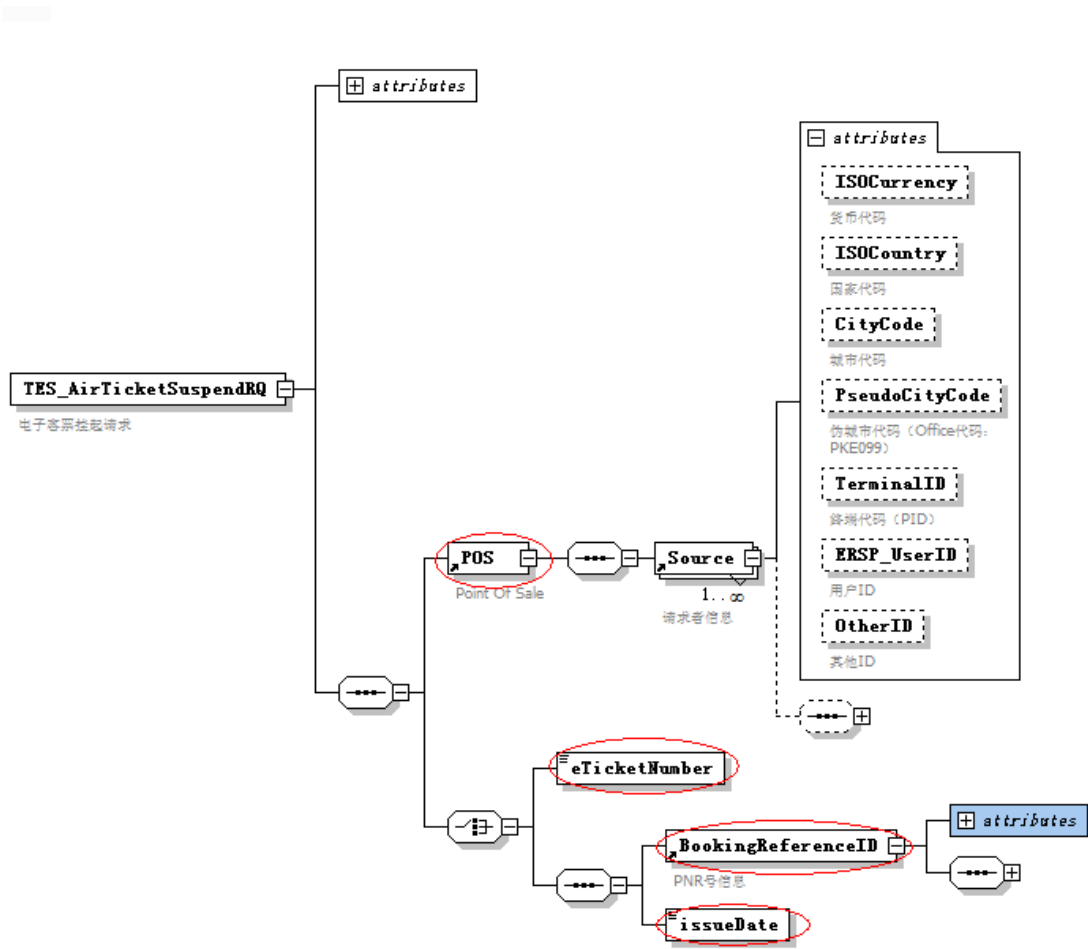 attributes
attributes
ISOCurrency
货币代码
ISOCountry
国家代码
CityCode
城市代码
TES_AirTicketSuspendRQ
电子客票挂起请求
PseudoCityCode
伪城市代码（Office代码：
PKE099）
TerminalID
终端代码（PID）
POS
Point Of Sale
Source
1..∞
请求者信息
ERSP_UserID
用户ID
OtherID
其他ID
eTicketNumber
BookingReferenceID
PNR号信息
attributes
issueDate